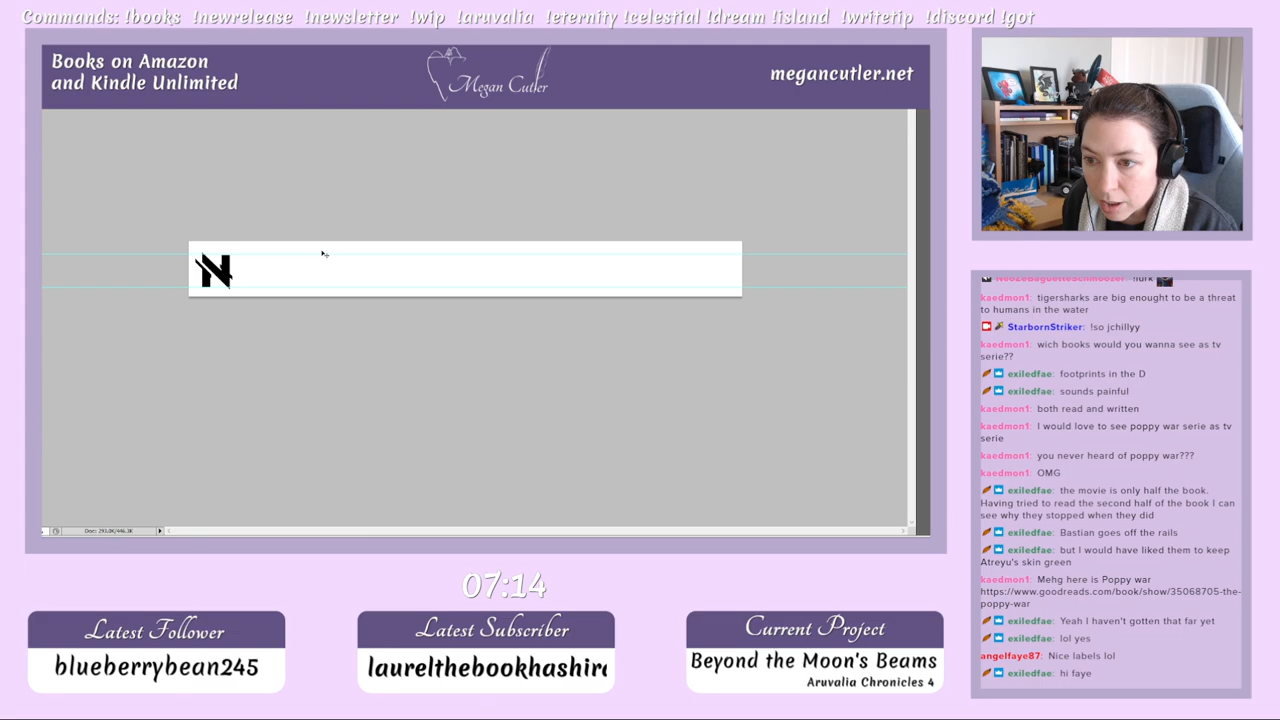 Commands: !books !newrelease !newsletter !wip !aruvalia !eternity !celestial !dream !island !writetip !discord !got
Books on Amazon
and Kindle Unlimited
Megan Cutler
megancutler.net
N
07:14
Latest Follower
blueberrybean245
Latest Subscriber
laurelthebookhashira
Current Project
Beyond the Moon's Beams
Aruvalia Chronicles 4
kaedmon1: tigersharks are big enought to be a threat
to humans in the water
StarbornStriker: !so jchillyy
kaedmon1: wich books would you wanna see as tv
serie??
exiledfae: footprints in the D
exiledfae: sounds painful
kaedmon1: both read and written
kaedmon1: I would love to see poppy war serie as tv
serie
kaedmon1: you never heard of poppy war???
kaedmon1: OMG
exiledfae: the movie is only half the book.
Having tried to read the second half of the book I can
see why they stopped when they did
exiledfae: Bastian goes off the rails
exiledfae: but I would have liked them to keep
Atreyu's skin green
kaedmon1: Mehg here is Poppy war
https://www.goodreads.com/book/show/35068705-the-
poppy-war
exiledfae: Yeah I haven't gotten that far yet
exiledfae: lol yes
angelfaye87: Nice labels lol
exiledfae: hi faye